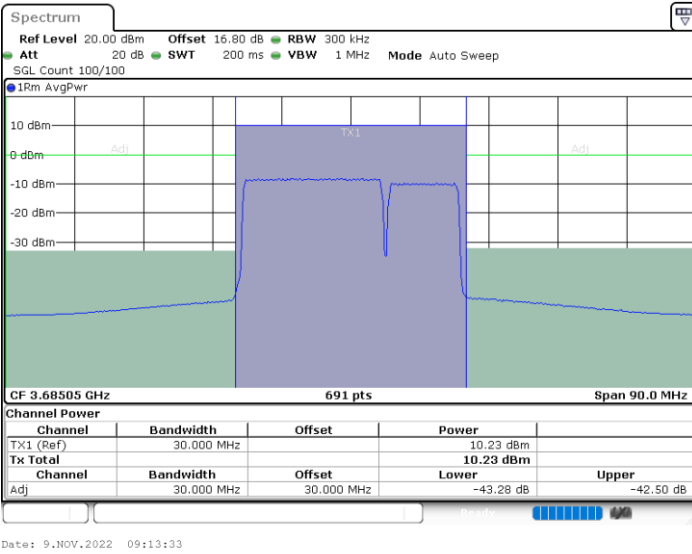 Spectrum
Ref Level 20.00 dBm Offset 16.80 dB RBW 300 kHz
Att 20 dB SWT 200 ms VBW 1 MHz Mode Auto Sweep
SGL Count 100/100
1Rm AvgPwr
10 dBm
TX1
Adj
Adj
0 dBm
-10 dBm
-20 dBm
-30 dBm
CF 3.68505 GHz 691 pts Span 90.0 MHz
Channel Power
Channel Bandwidth Offset Power
TX1 (Ref) 30.000 MHz 10.23 dBm
Tx Total 10.23 dBm
Channel Bandwidth Offset Lower Upper
Adj 30.000 MHz 30.000 MHz -43.28 dB -42.50 dB
Ready
Date: 9.NOV.2022 09:13:33